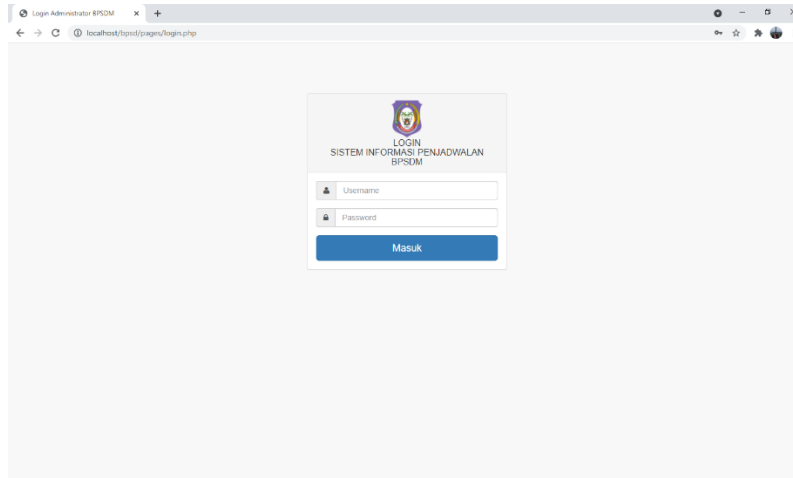 Login Administrator BPSDM
localhost/bpsd/pages/login.php
LOGIN
SISTEM INFORMASI PENJADWALAN
BPSDM
Username
Password
Masuk